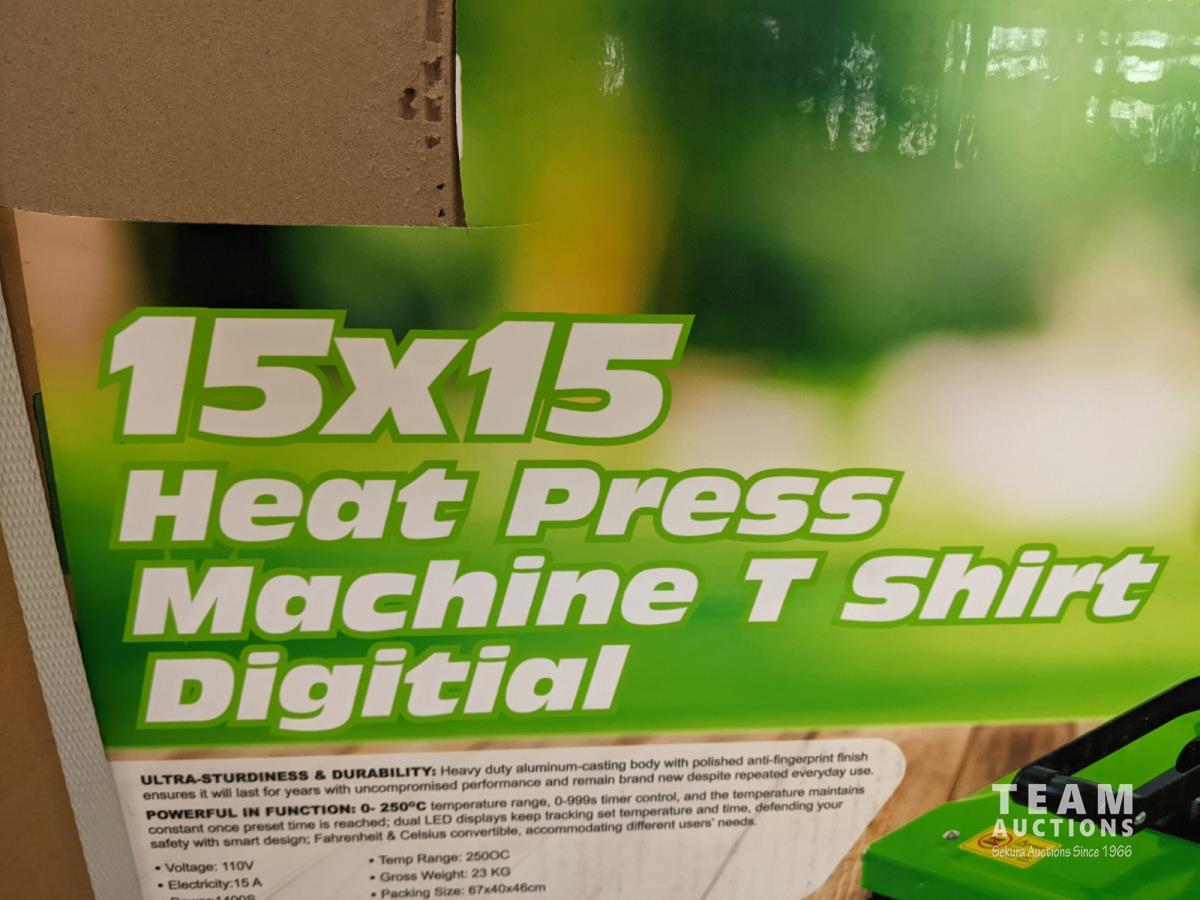 15x15
Heat Press
Machine T Shirt
Digitial
ULTRA-STURDINESS & DURABILITY: Heavy duty aluminum-casting body with polished anti-fingerprint finish
ensures it will last for years with uncompromised performance and remain brand new despite repeated everyday use.
POWERFUL IN FUNCTION: 0- 250ºC temperature range, 0-999s timer control, and the temperature maintains
constant once preset time is reached; dual LED displays keep tracking set temperature and time, defending your
safety with smart design; Fahrenheit & Celsius convertible, accommodating different users' needs.
• Voltage: 110V
• Electricity:15 A
• Temp Range: 250OC
• Gross Weight: 23 KG
• Packing Size: 67x40x46cm
TEAM
AUCTIONS
Sekura Auctions Since 1966